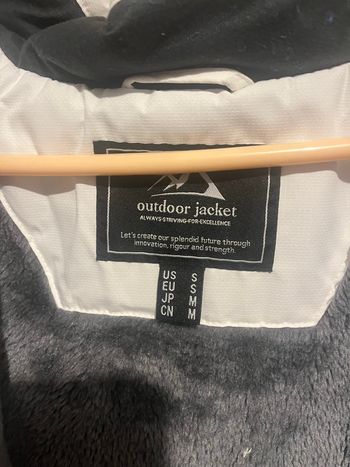 outdoor jacket
ALWAYS-STRIVING-FOR-EXCELLENCE
Let's create our splendid future through
innovation, rigour and strength.
US S
EU S
JP M
CN M